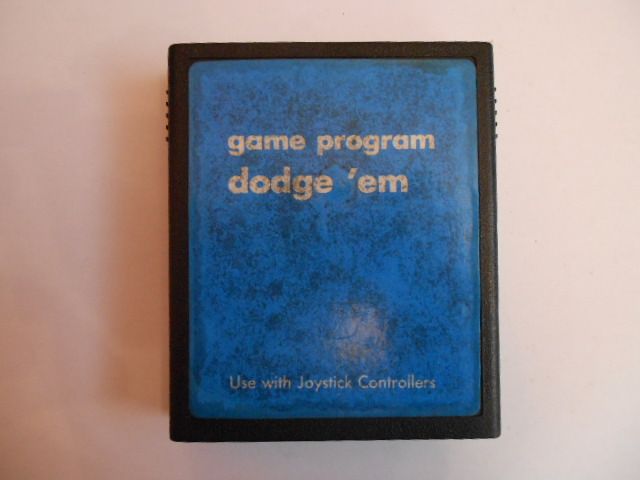 game program
dodge 'em
Use with Joystick Controllers